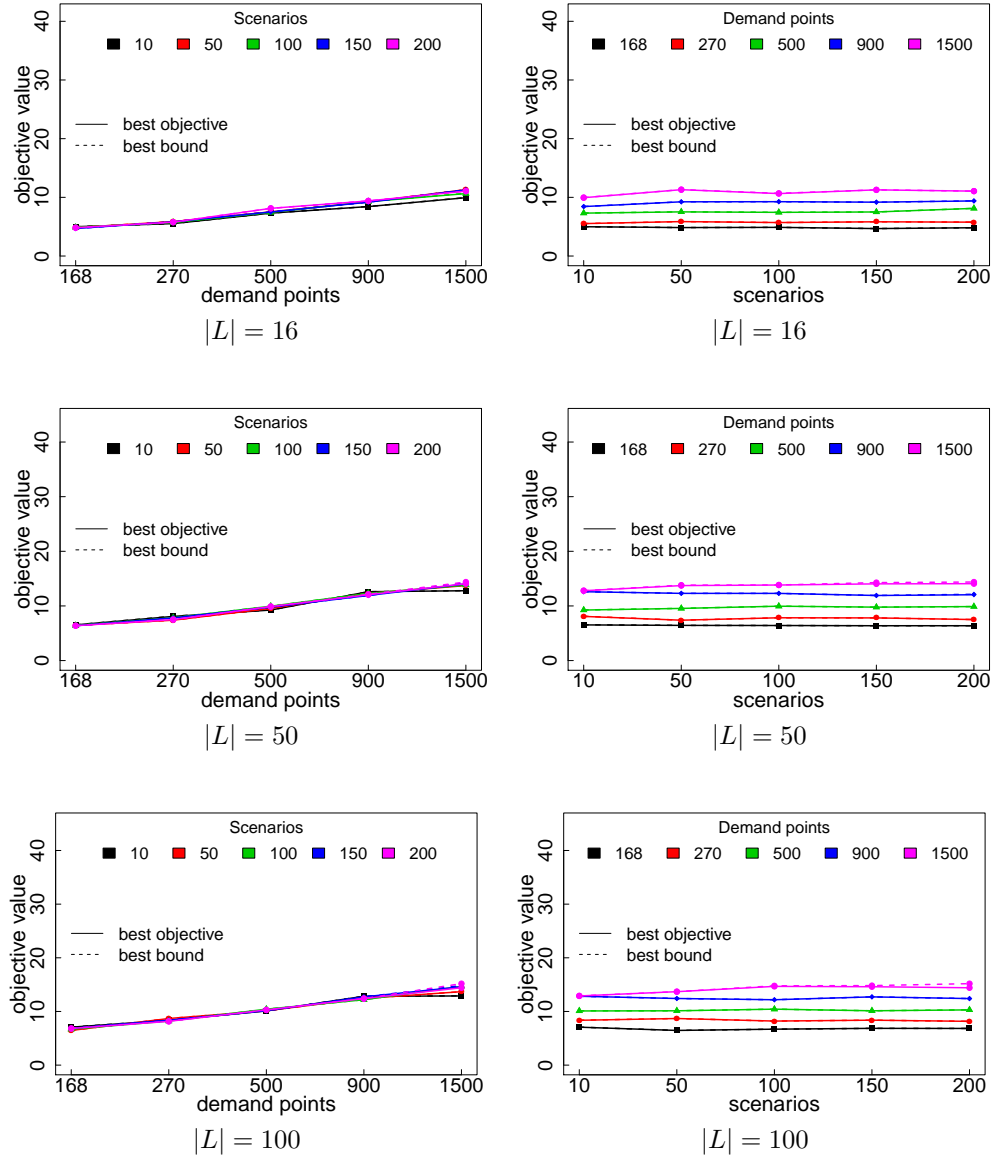 Scenarios
10 50 100 150 200
best objective
best bound
objective value
0 10 20 30 40
168 270 500 900 1500
demand points
|L| = 16
Demand points
168 270 500 900 1500
best objective
best bound
objective value
0 10 20 30 40
10 50 100 150 200
scenarios
|L| = 16
Scenarios
10 50 100 150 200
best objective
best bound
objective value
0 10 20 30 40
168 270 500 900 1500
demand points
|L| = 50
Demand points
168 270 500 900 1500
best objective
best bound
objective value
0 10 20 30 40
10 50 100 150 200
scenarios
|L| = 50
Scenarios
10 50 100 150 200
best objective
best bound
objective value
0 10 20 30 40
168 270 500 900 1500
demand points
|L| = 100
Demand points
168 270 500 900 1500
best objective
best bound
objective value
0 10 20 30 40
10 50 100 150 200
scenarios
|L| = 100